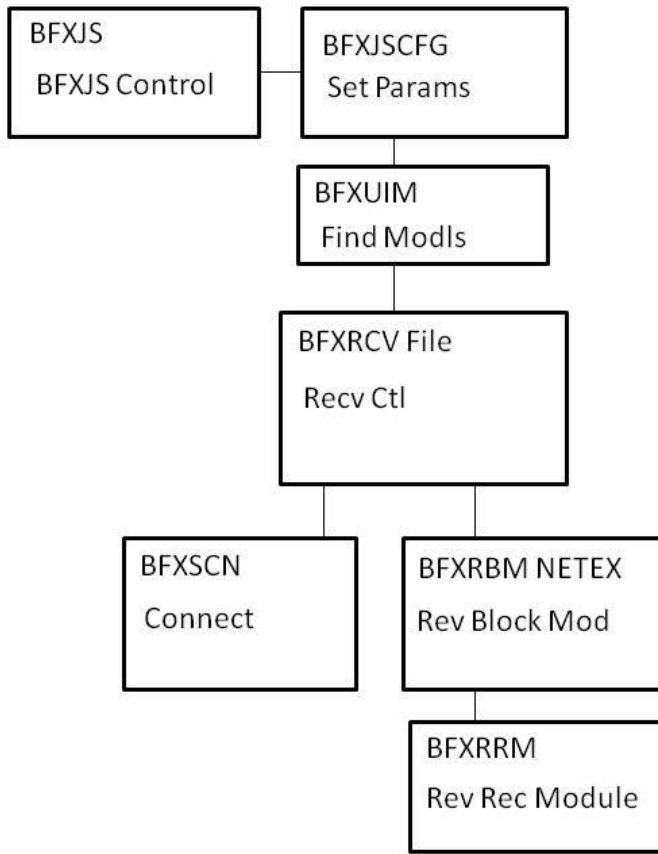 BFXJS
BFXJS Control
BFXJSCFG
Set Params
BFXUIM
Find Modls
BFXRCV File
Recv Ctl
BFXSCN
Connect
BFXRBM NETEX
Rev Block Mod
BFXRRM
Rev Rec Module